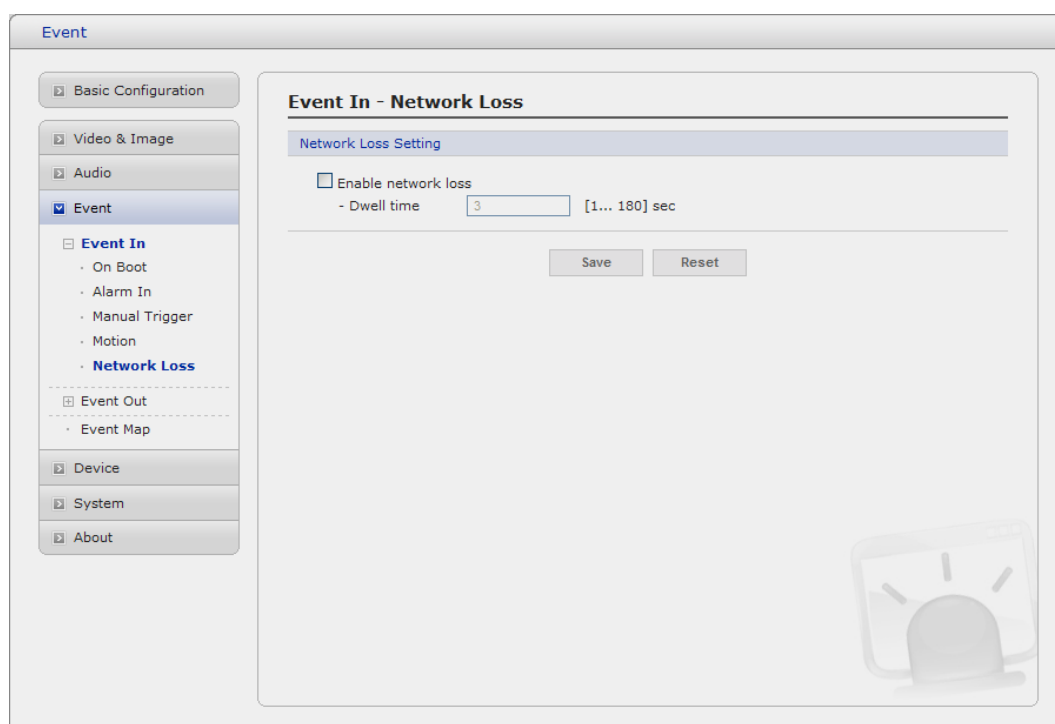 Event
Basic Configuration
Video & Image
Audio
Event
Event In
On Boot
Alarm In
Manual Trigger
Motion
Network Loss
Event Out
Event Map
Device
System
About
Event In - Network Loss
Network Loss Setting
Enable network loss
- Dwell time 3 [1... 180] sec
Save Reset